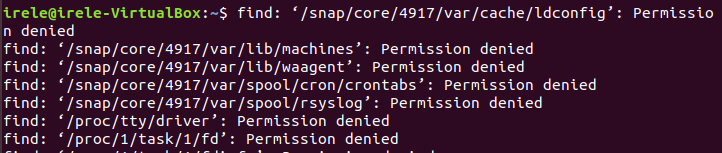 irele@irele-VirtualBox:~$ find: ‘/snap/core/4917/var/cache/ldconfig’: Permissio
n denied
find: ‘/snap/core/4917/var/lib/machines’: Permission denied
find: ‘/snap/core/4917/var/lib/waagent’: Permission denied
find: ‘/snap/core/4917/var/spool/cron/crontabs’: Permission denied
find: ‘/snap/core/4917/var/spool/rsyslog’: Permission denied
find: ‘/proc/tty/driver’: Permission denied
find: ‘/proc/1/task/1/fd’: Permission denied